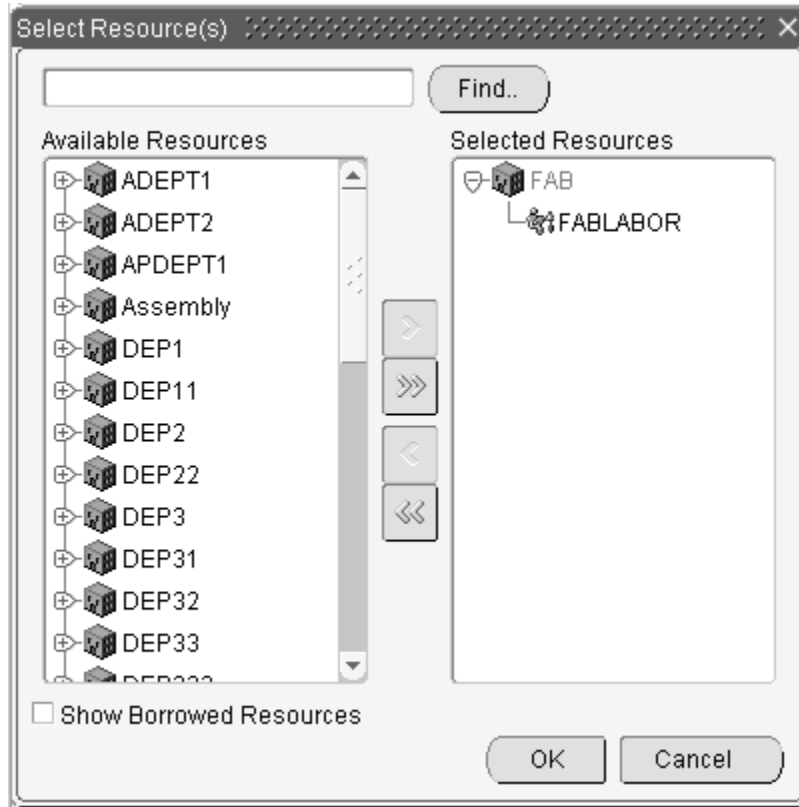 Select Resource(s)
Find..
Available Resources
Selected Resources
ADEPT1
ADEPT2
APDEPT1
Assembly
DEP1
DEP11
DEP2
DEP22
DEP3
DEP31
DEP32
DEP33
FAB
FABLABOR
Show Borrowed Resources
OK
Cancel